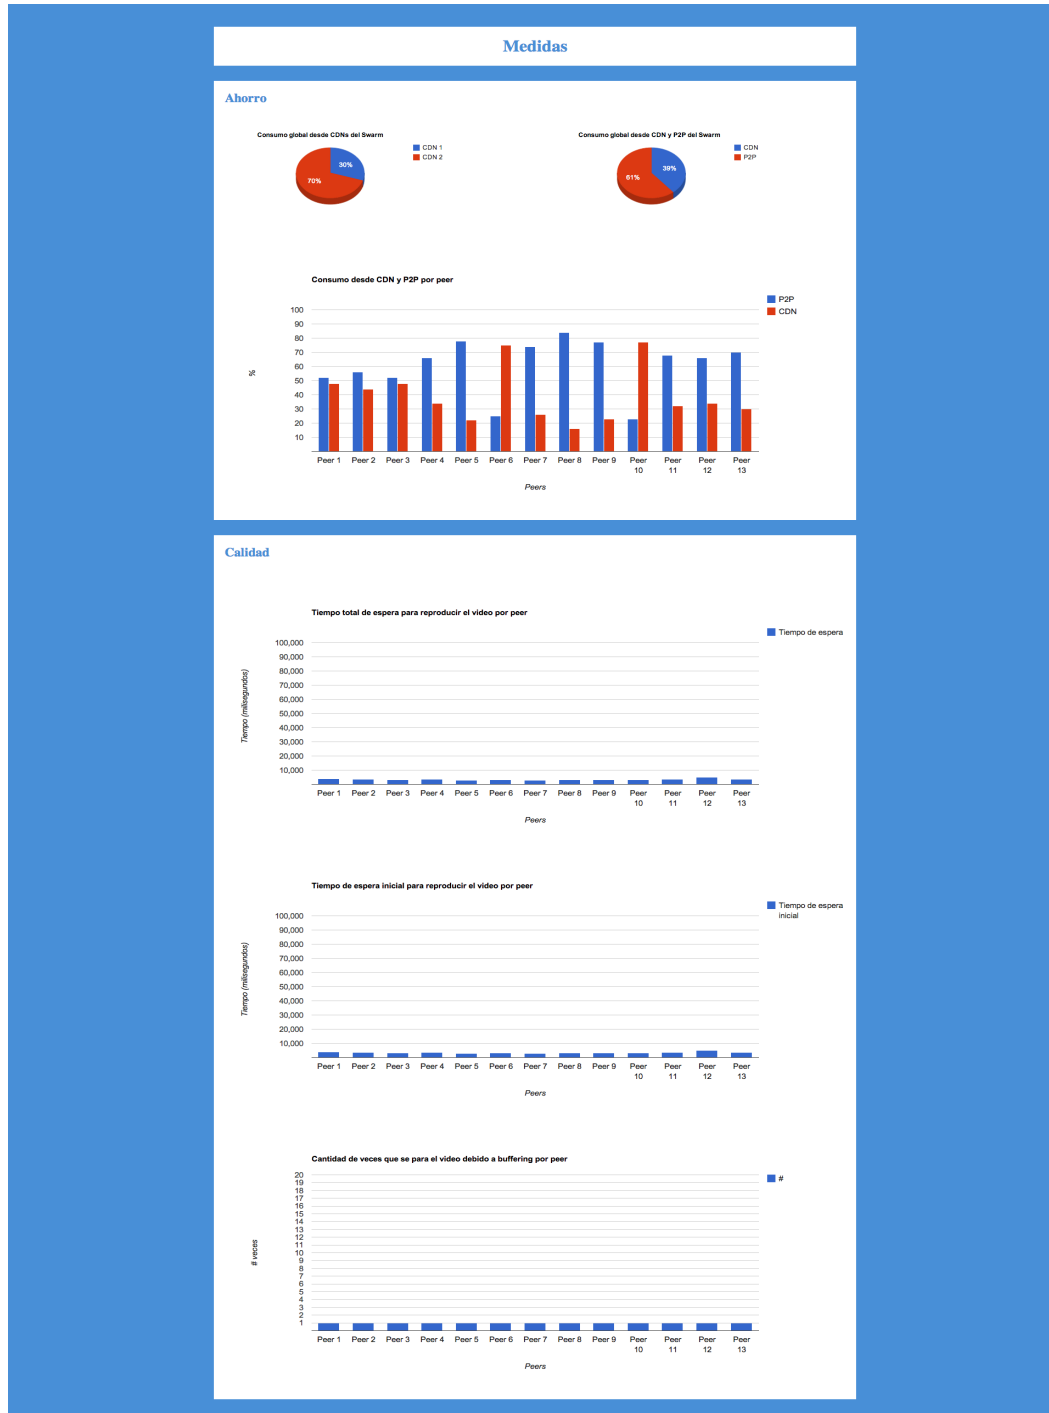 Medidas
Ahorro
Consumo global desde CDNs del Swarm
CDN 1
CDN 2
30%
70%
Consumo global desde CDN y P2P del Swarm
CDN
P2P
39%
61%
Consumo desde CDN y P2P por peer
P2P
CDN
100
90
80
70
60
50
40
30
20
10
%
Peer 1 Peer 2 Peer 3 Peer 4 Peer 5 Peer 6 Peer 7 Peer 8 Peer 9 Peer 10 Peer 11 Peer 12 Peer 13
Peers
Calidad
Tiempo total de espera para reproducir el video por peer
Tiempo de espera
100,000
90,000
80,000
70,000
60,000
50,000
40,000
30,000
20,000
10,000
Tiempo (milisegundos)
Peer 1 Peer 2 Peer 3 Peer 4 Peer 5 Peer 6 Peer 7 Peer 8 Peer 9 Peer 10 Peer 11 Peer 12 Peer 13
Peers
Tiempo de espera inicial para reproducir el video por peer
Tiempo de espera
inicial
100,000
90,000
80,000
70,000
60,000
50,000
40,000
30,000
20,000
10,000
Tiempo (milisegundos)
Peer 1 Peer 2 Peer 3 Peer 4 Peer 5 Peer 6 Peer 7 Peer 8 Peer 9 Peer 10 Peer 11 Peer 12 Peer 13
Peers
Cantidad de veces que se para el video debido a buffering por peer
#
20
19
18
17
16
15
14
13
12
11
10
9
8
7
6
5
4
3
2
1
# veces
Peer 1 Peer 2 Peer 3 Peer 4 Peer 5 Peer 6 Peer 7 Peer 8 Peer 9 Peer 10 Peer 11 Peer 12 Peer 13
Peers